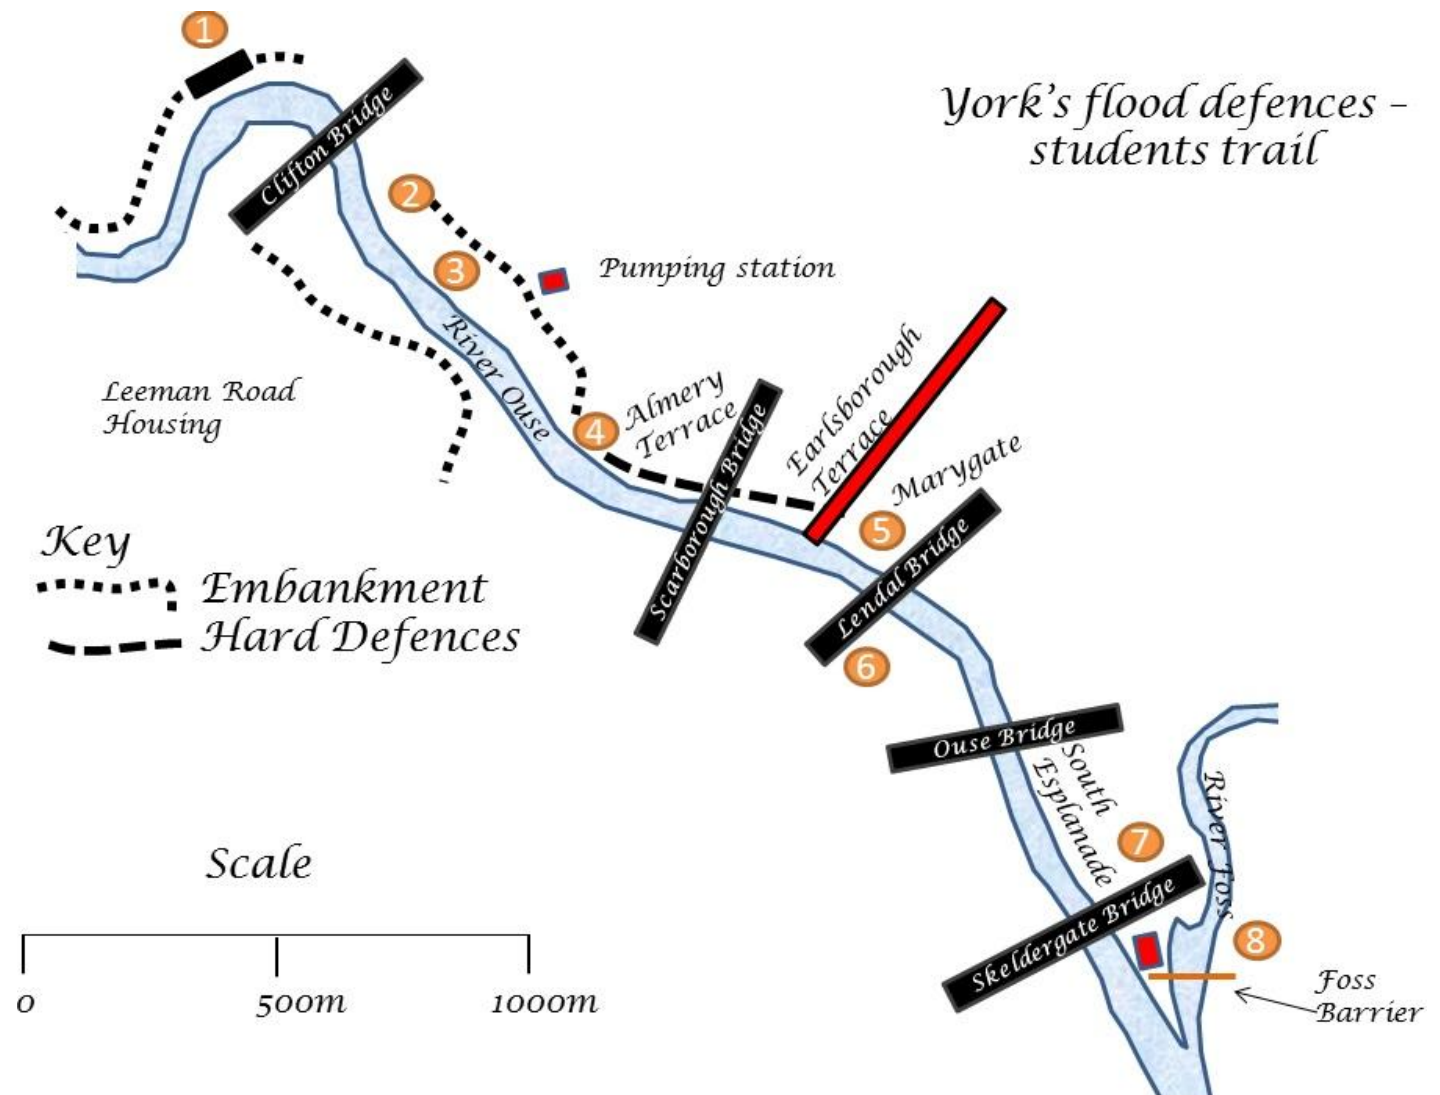 1
York's flood defences –
students trail
Clifton Bridge
2
3
Pumping station
River Ouse
Leeman Road
Housing
4
Almery
Terrace
Scarborough Bridge
Earlsborough
Terrace
5
Marygate
Lendal Bridge
6
Key
Embankment
Hard Defences
Ouse Bridge
South
Esplanade
River Foss
7
Skeldergate Bridge
8
Foss
Barrier
Scale
0 500m 1000m